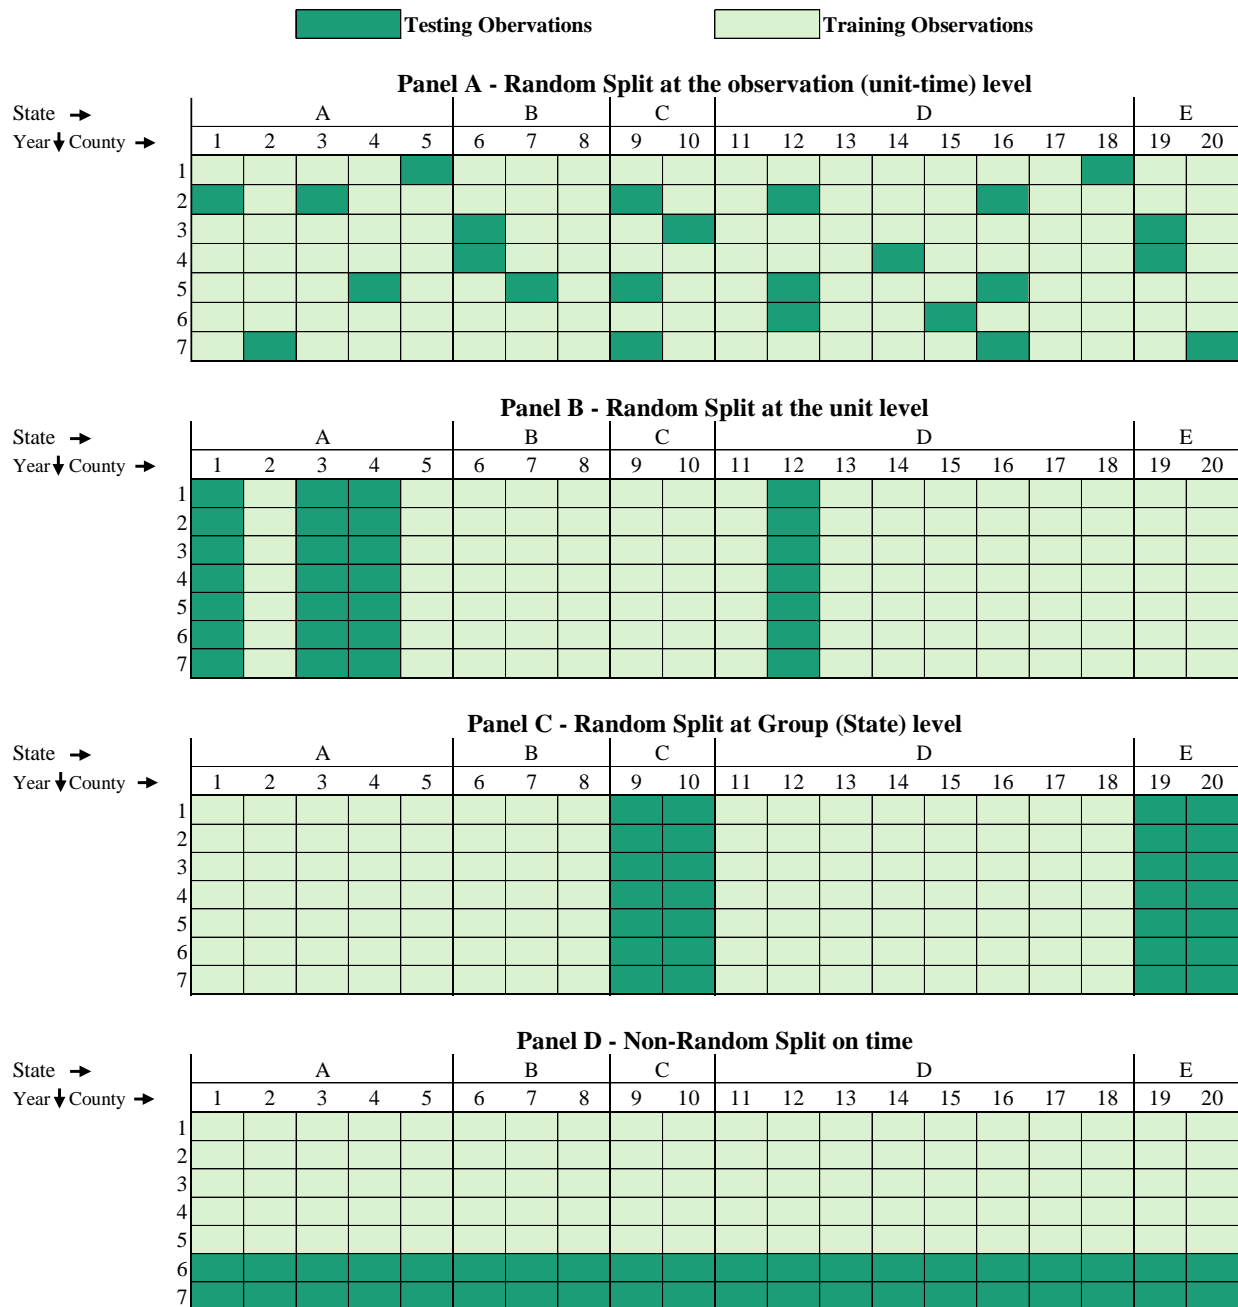 Testing Obervations Training Observations
Panel A - Random Split at the observation (unit-time) level
State → A B C D E
Year ↓ County → 1 2 3 4 5 6 7 8 9 10 11 12 13 14 15 16 17 18 19 20
1
2
3
4
5
6
7
Panel B - Random Split at the unit level
State → A B C D E
Year ↓ County → 1 2 3 4 5 6 7 8 9 10 11 12 13 14 15 16 17 18 19 20
1
2
3
4
5
6
7
Panel C - Random Split at Group (State) level
State → A B C D E
Year ↓ County → 1 2 3 4 5 6 7 8 9 10 11 12 13 14 15 16 17 18 19 20
1
2
3
4
5
6
7
Panel D - Non-Random Split on time
State → A B C D E
Year ↓ County → 1 2 3 4 5 6 7 8 9 10 11 12 13 14 15 16 17 18 19 20
1
2
3
4
5
6
7